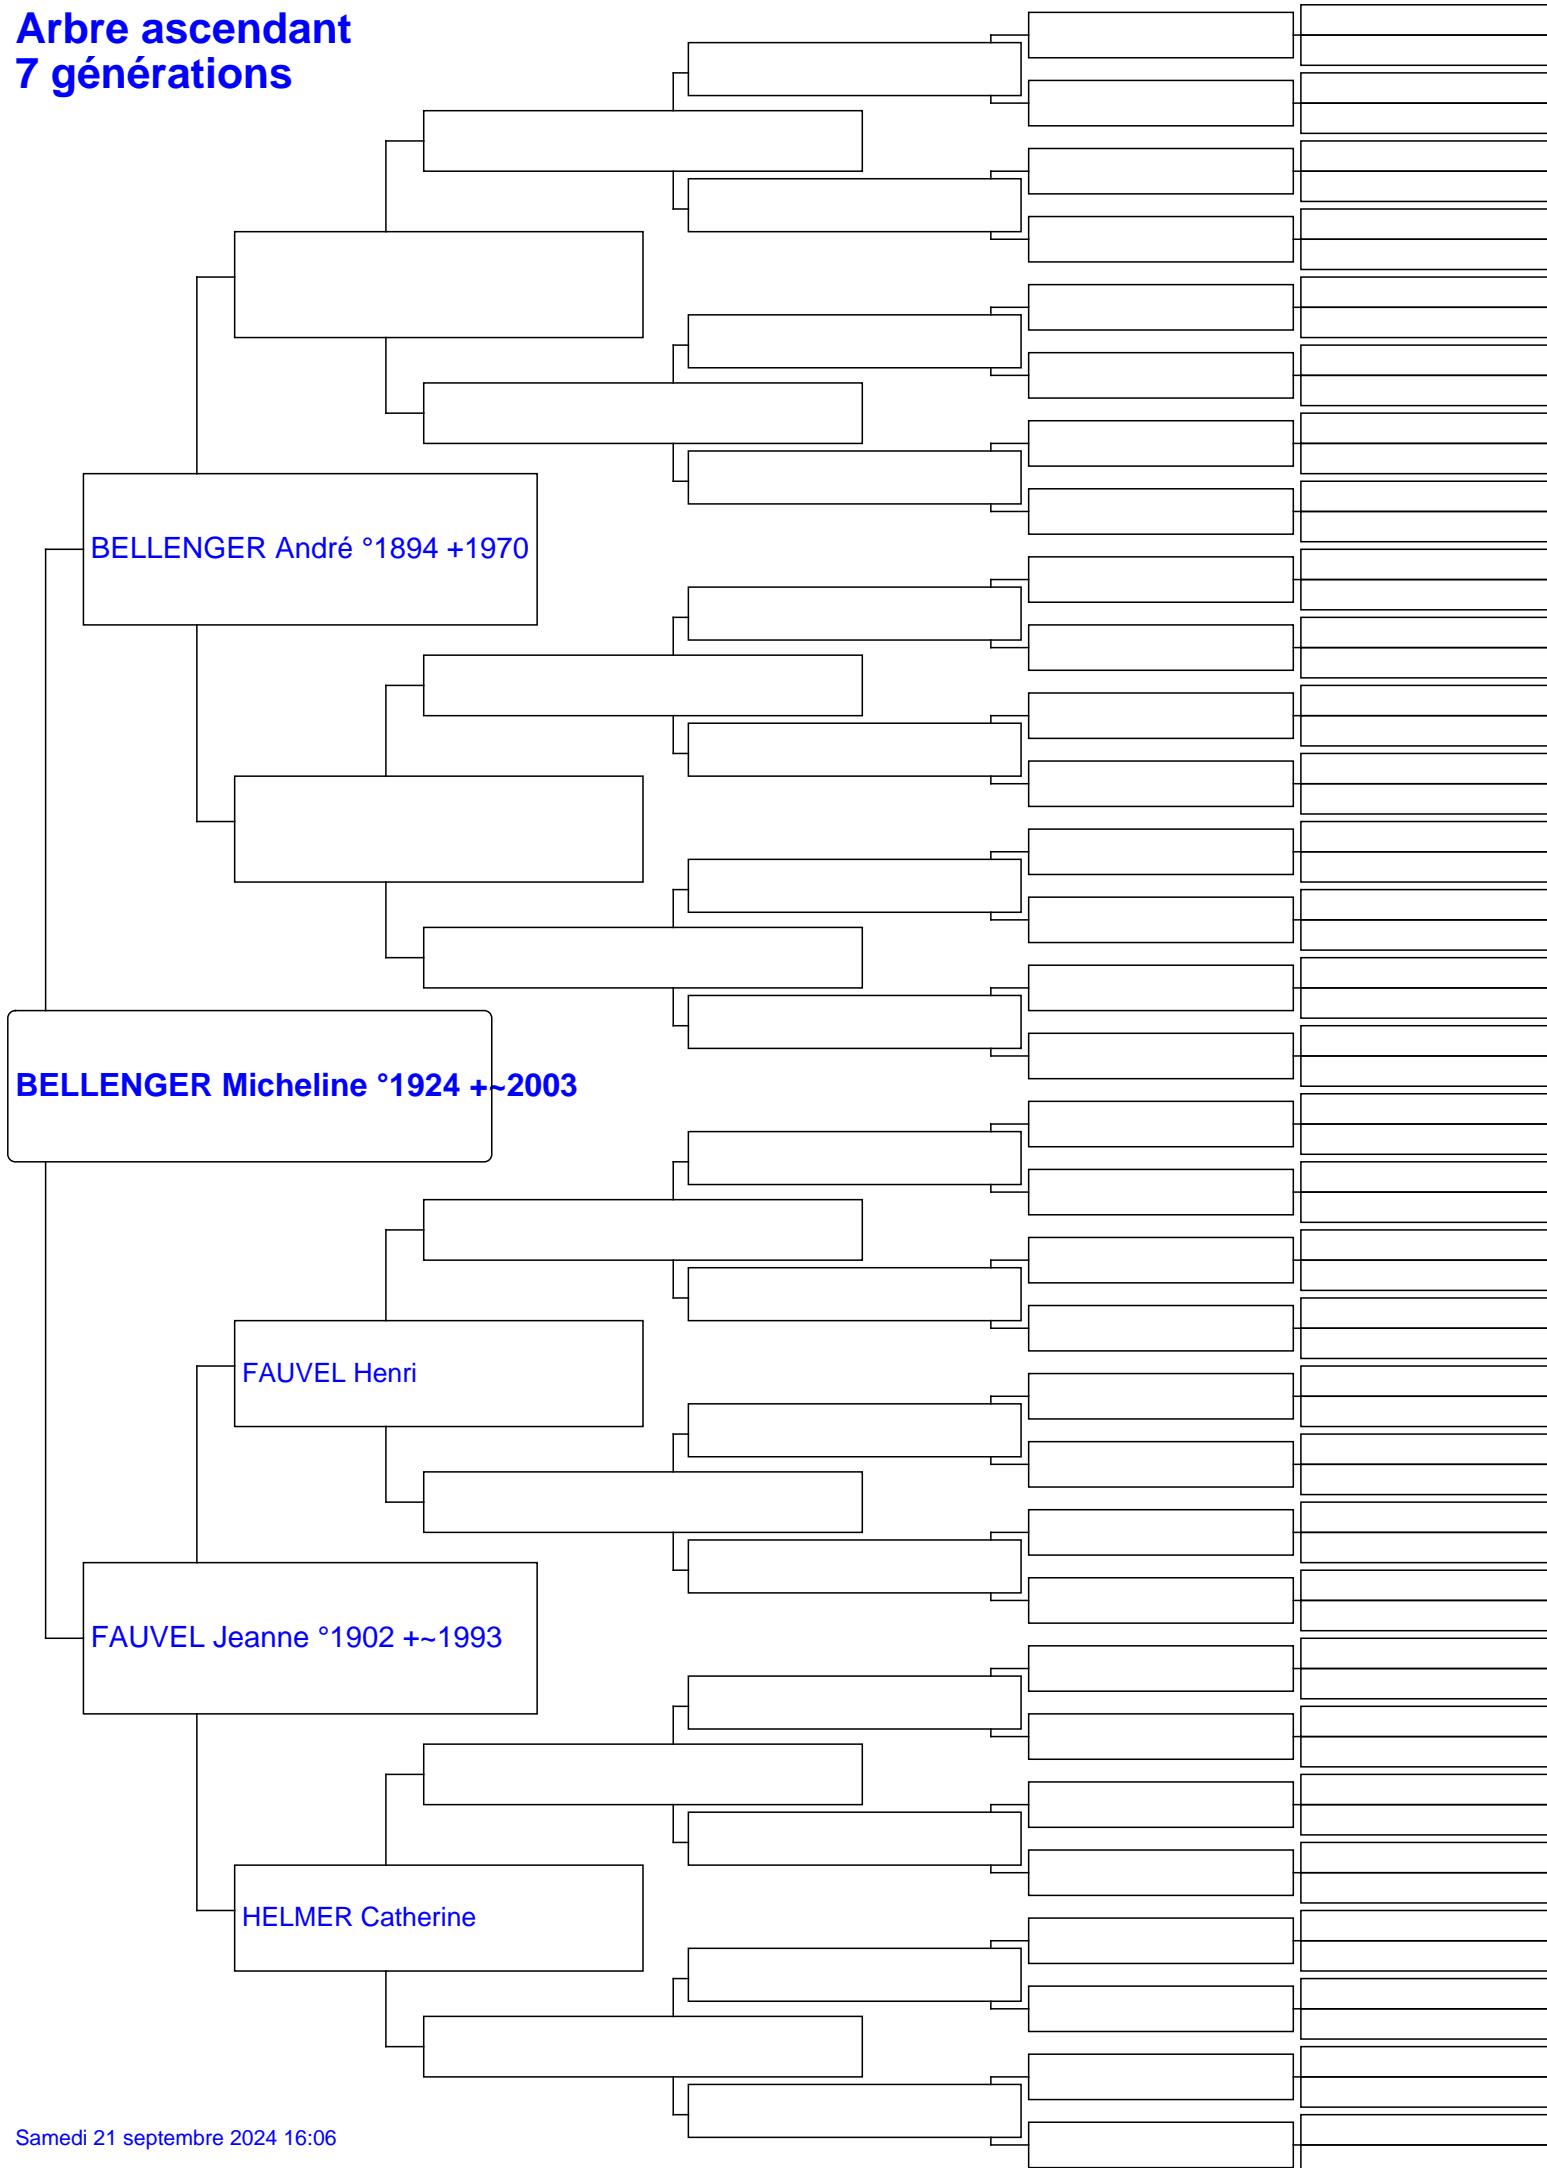 Arbre ascendant
7 générations
BELLENGER André °1894 +1970
BELLENGER Micheline °1924 +~2003
FAUVEL Henri
FAUVEL Jeanne °1902 +~1993
HELMER Catherine
Samedi 21 septembre 2024 16:06